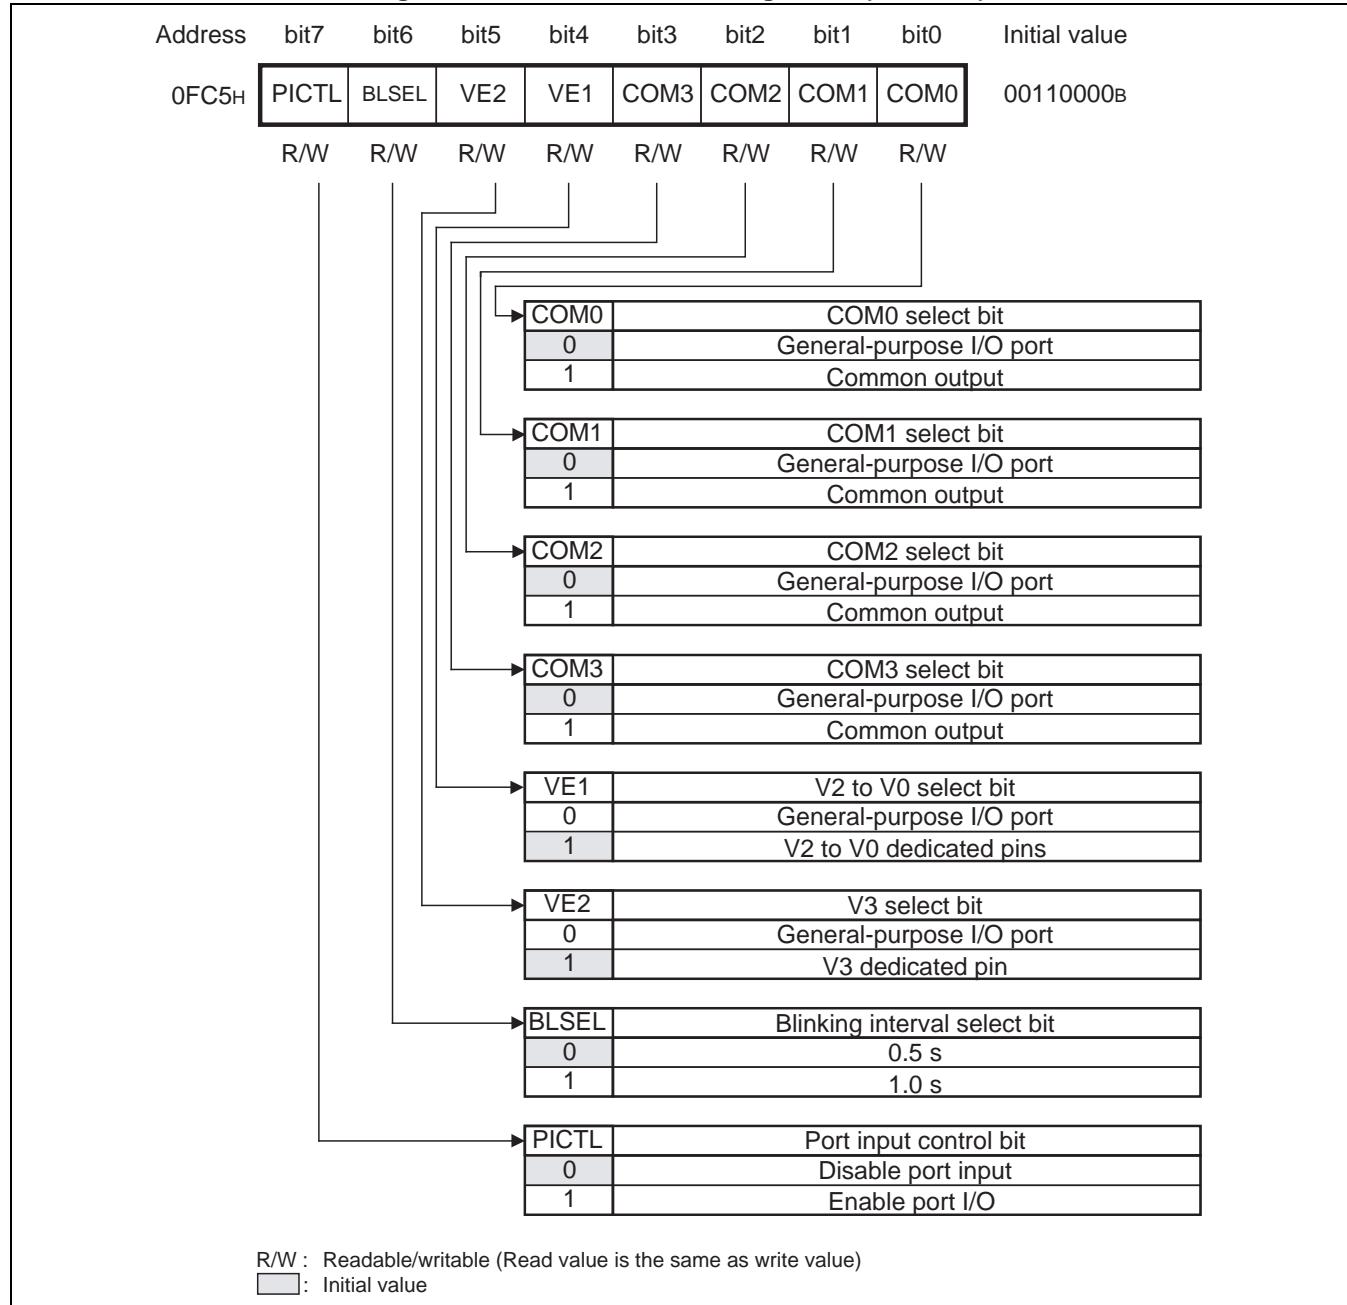 Address bit7 bit6 bit5 bit4 bit3 bit2 bit1 bit0 Initial value
0FC5H PICTL BLSEL VE2 VE1 COM3 COM2 COM1 COM0 00110000B
R/W R/W R/W R/W R/W R/W R/W R/W
COM0 COM0 select bit
0 General-purpose I/O port
1 Common output
COM1 COM1 select bit
0 General-purpose I/O port
1 Common output
COM2 COM2 select bit
0 General-purpose I/O port
1 Common output
COM3 COM3 select bit
0 General-purpose I/O port
1 Common output
VE1 V2 to V0 select bit
0 General-purpose I/O port
1 V2 to V0 dedicated pins
VE2 V3 select bit
0 General-purpose I/O port
1 V3 dedicated pin
BLSEL Blinking interval select bit
0 0.5 s
1 1.0 s
PICTL Port input control bit
0 Disable port input
1 Enable port I/O
R/W : Readable/writable (Read value is the same as write value)
: Initial value